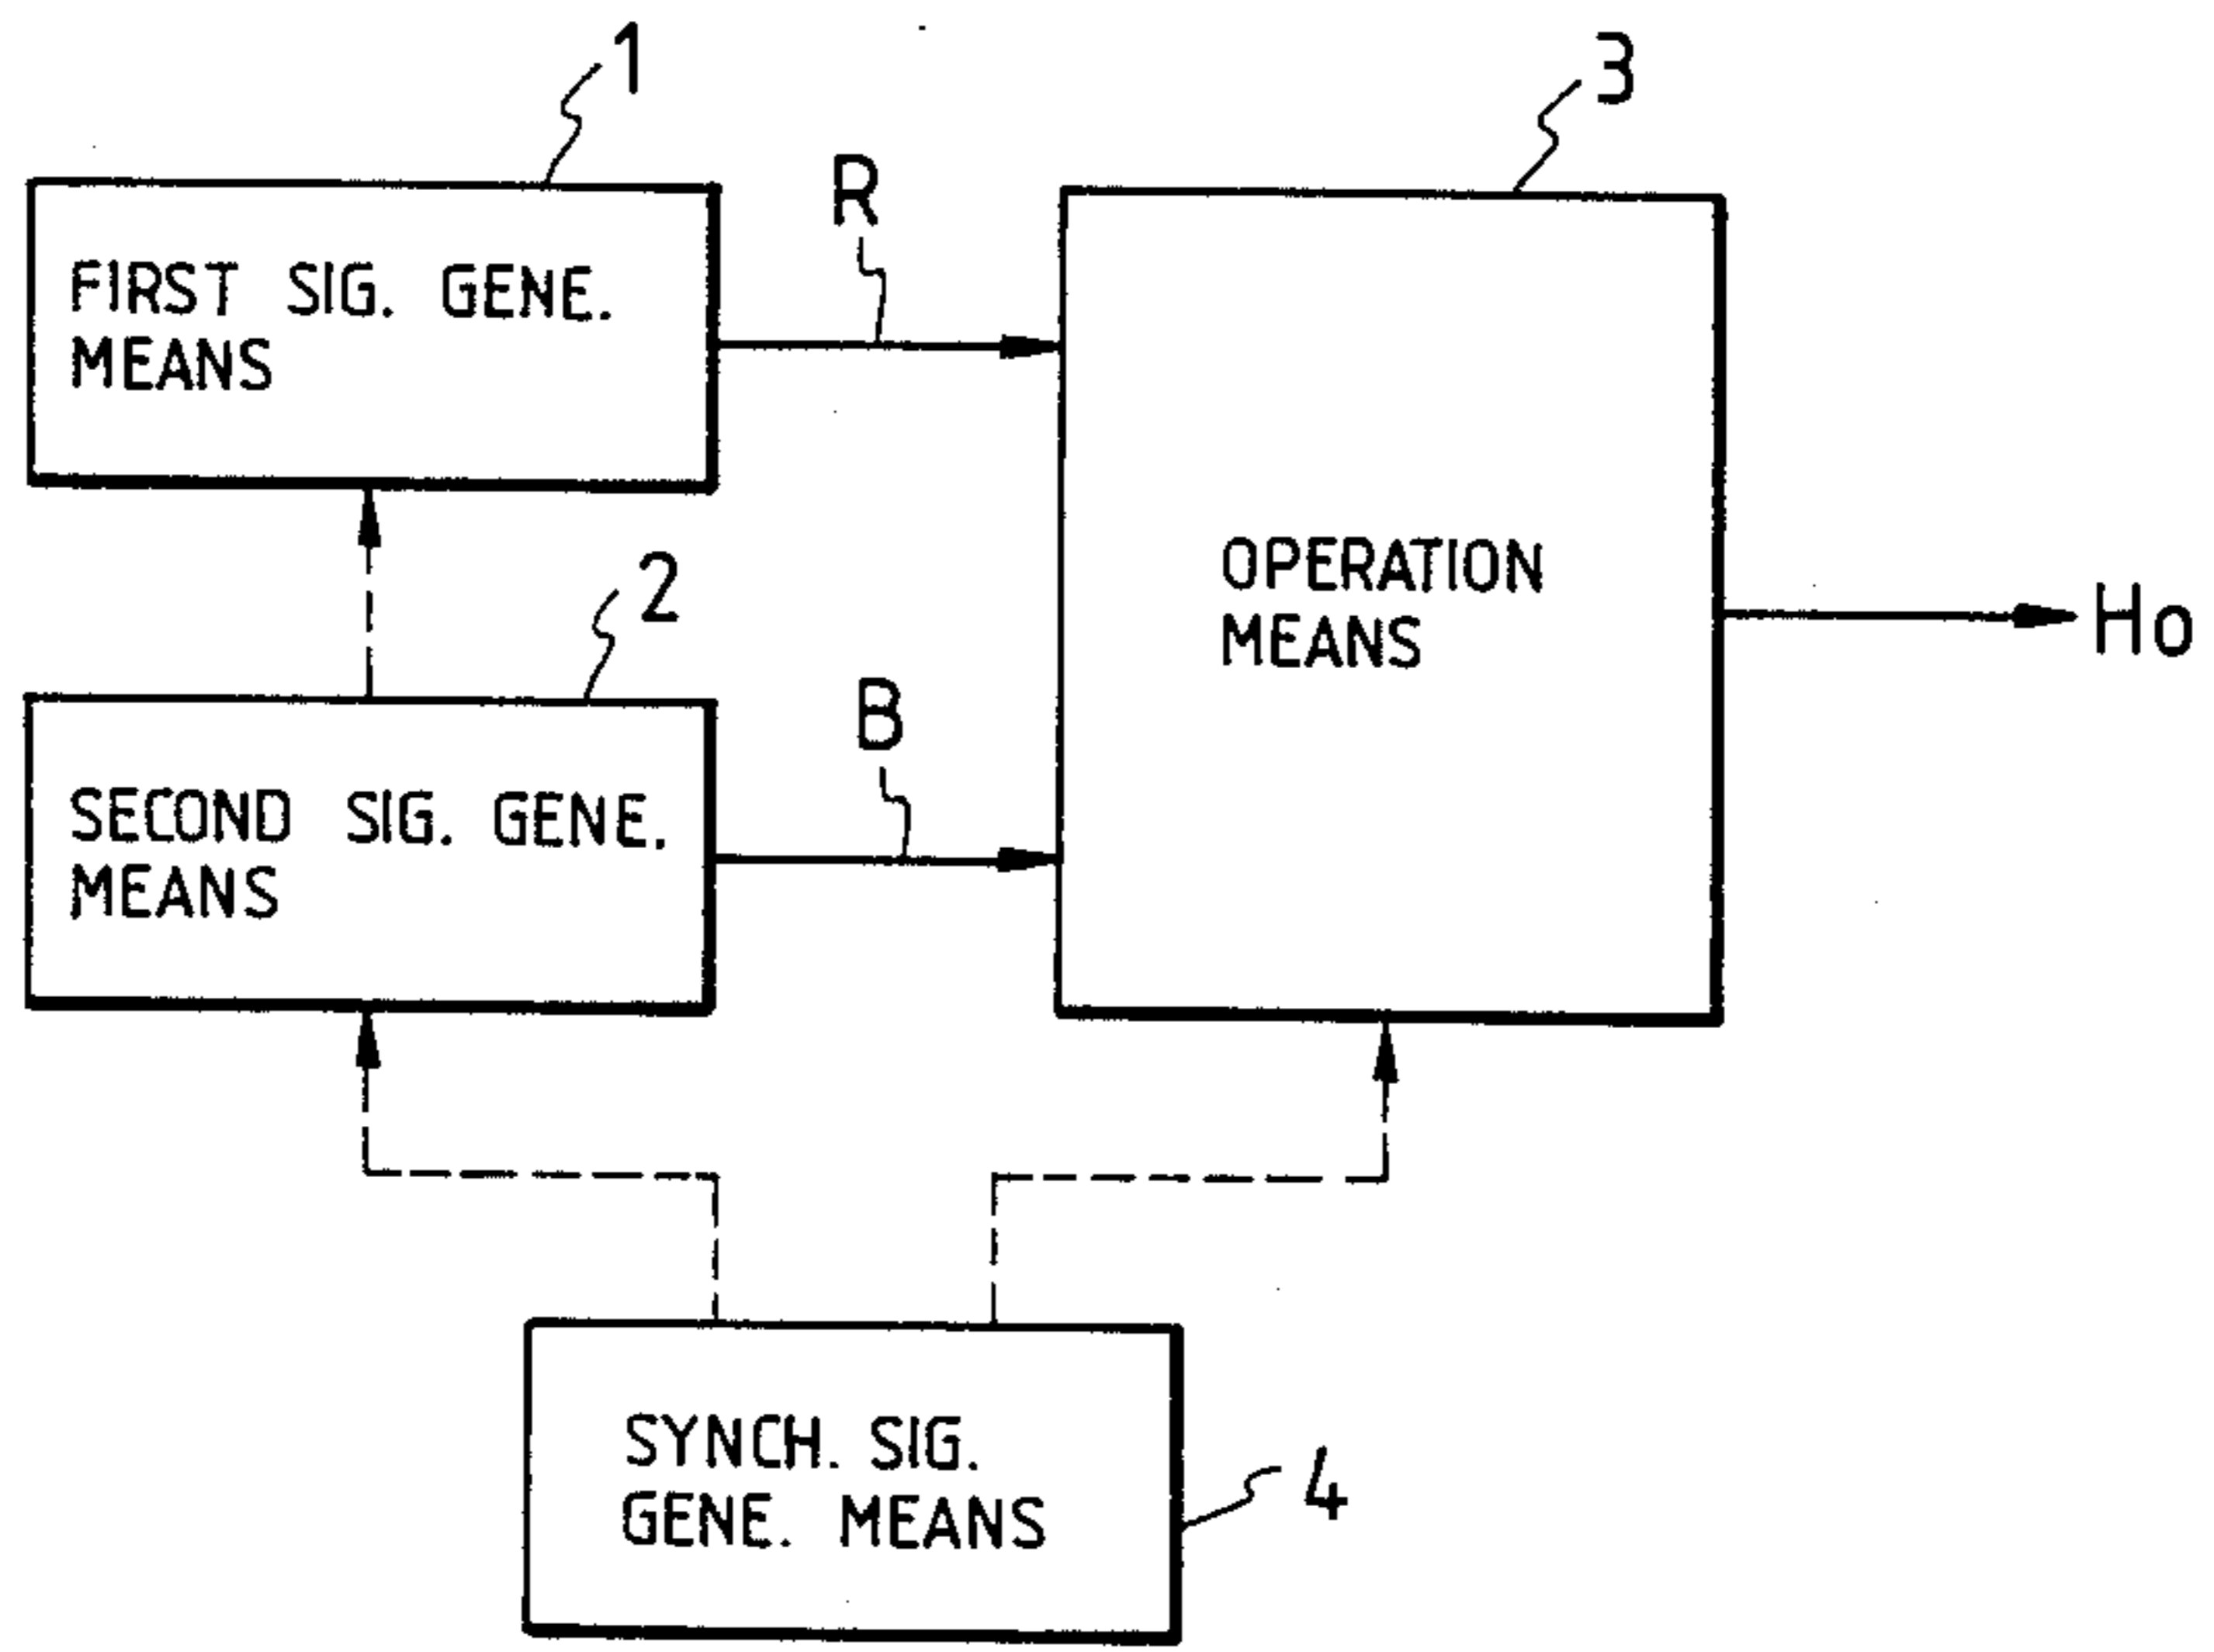 1
3
R
FIRST SIG. GENE.
MEANS
2
OPERATION
MEANS
Ho
B
SECOND SIG. GENE.
MEANS
SYNCH. SIG.
GENE. MEANS
4